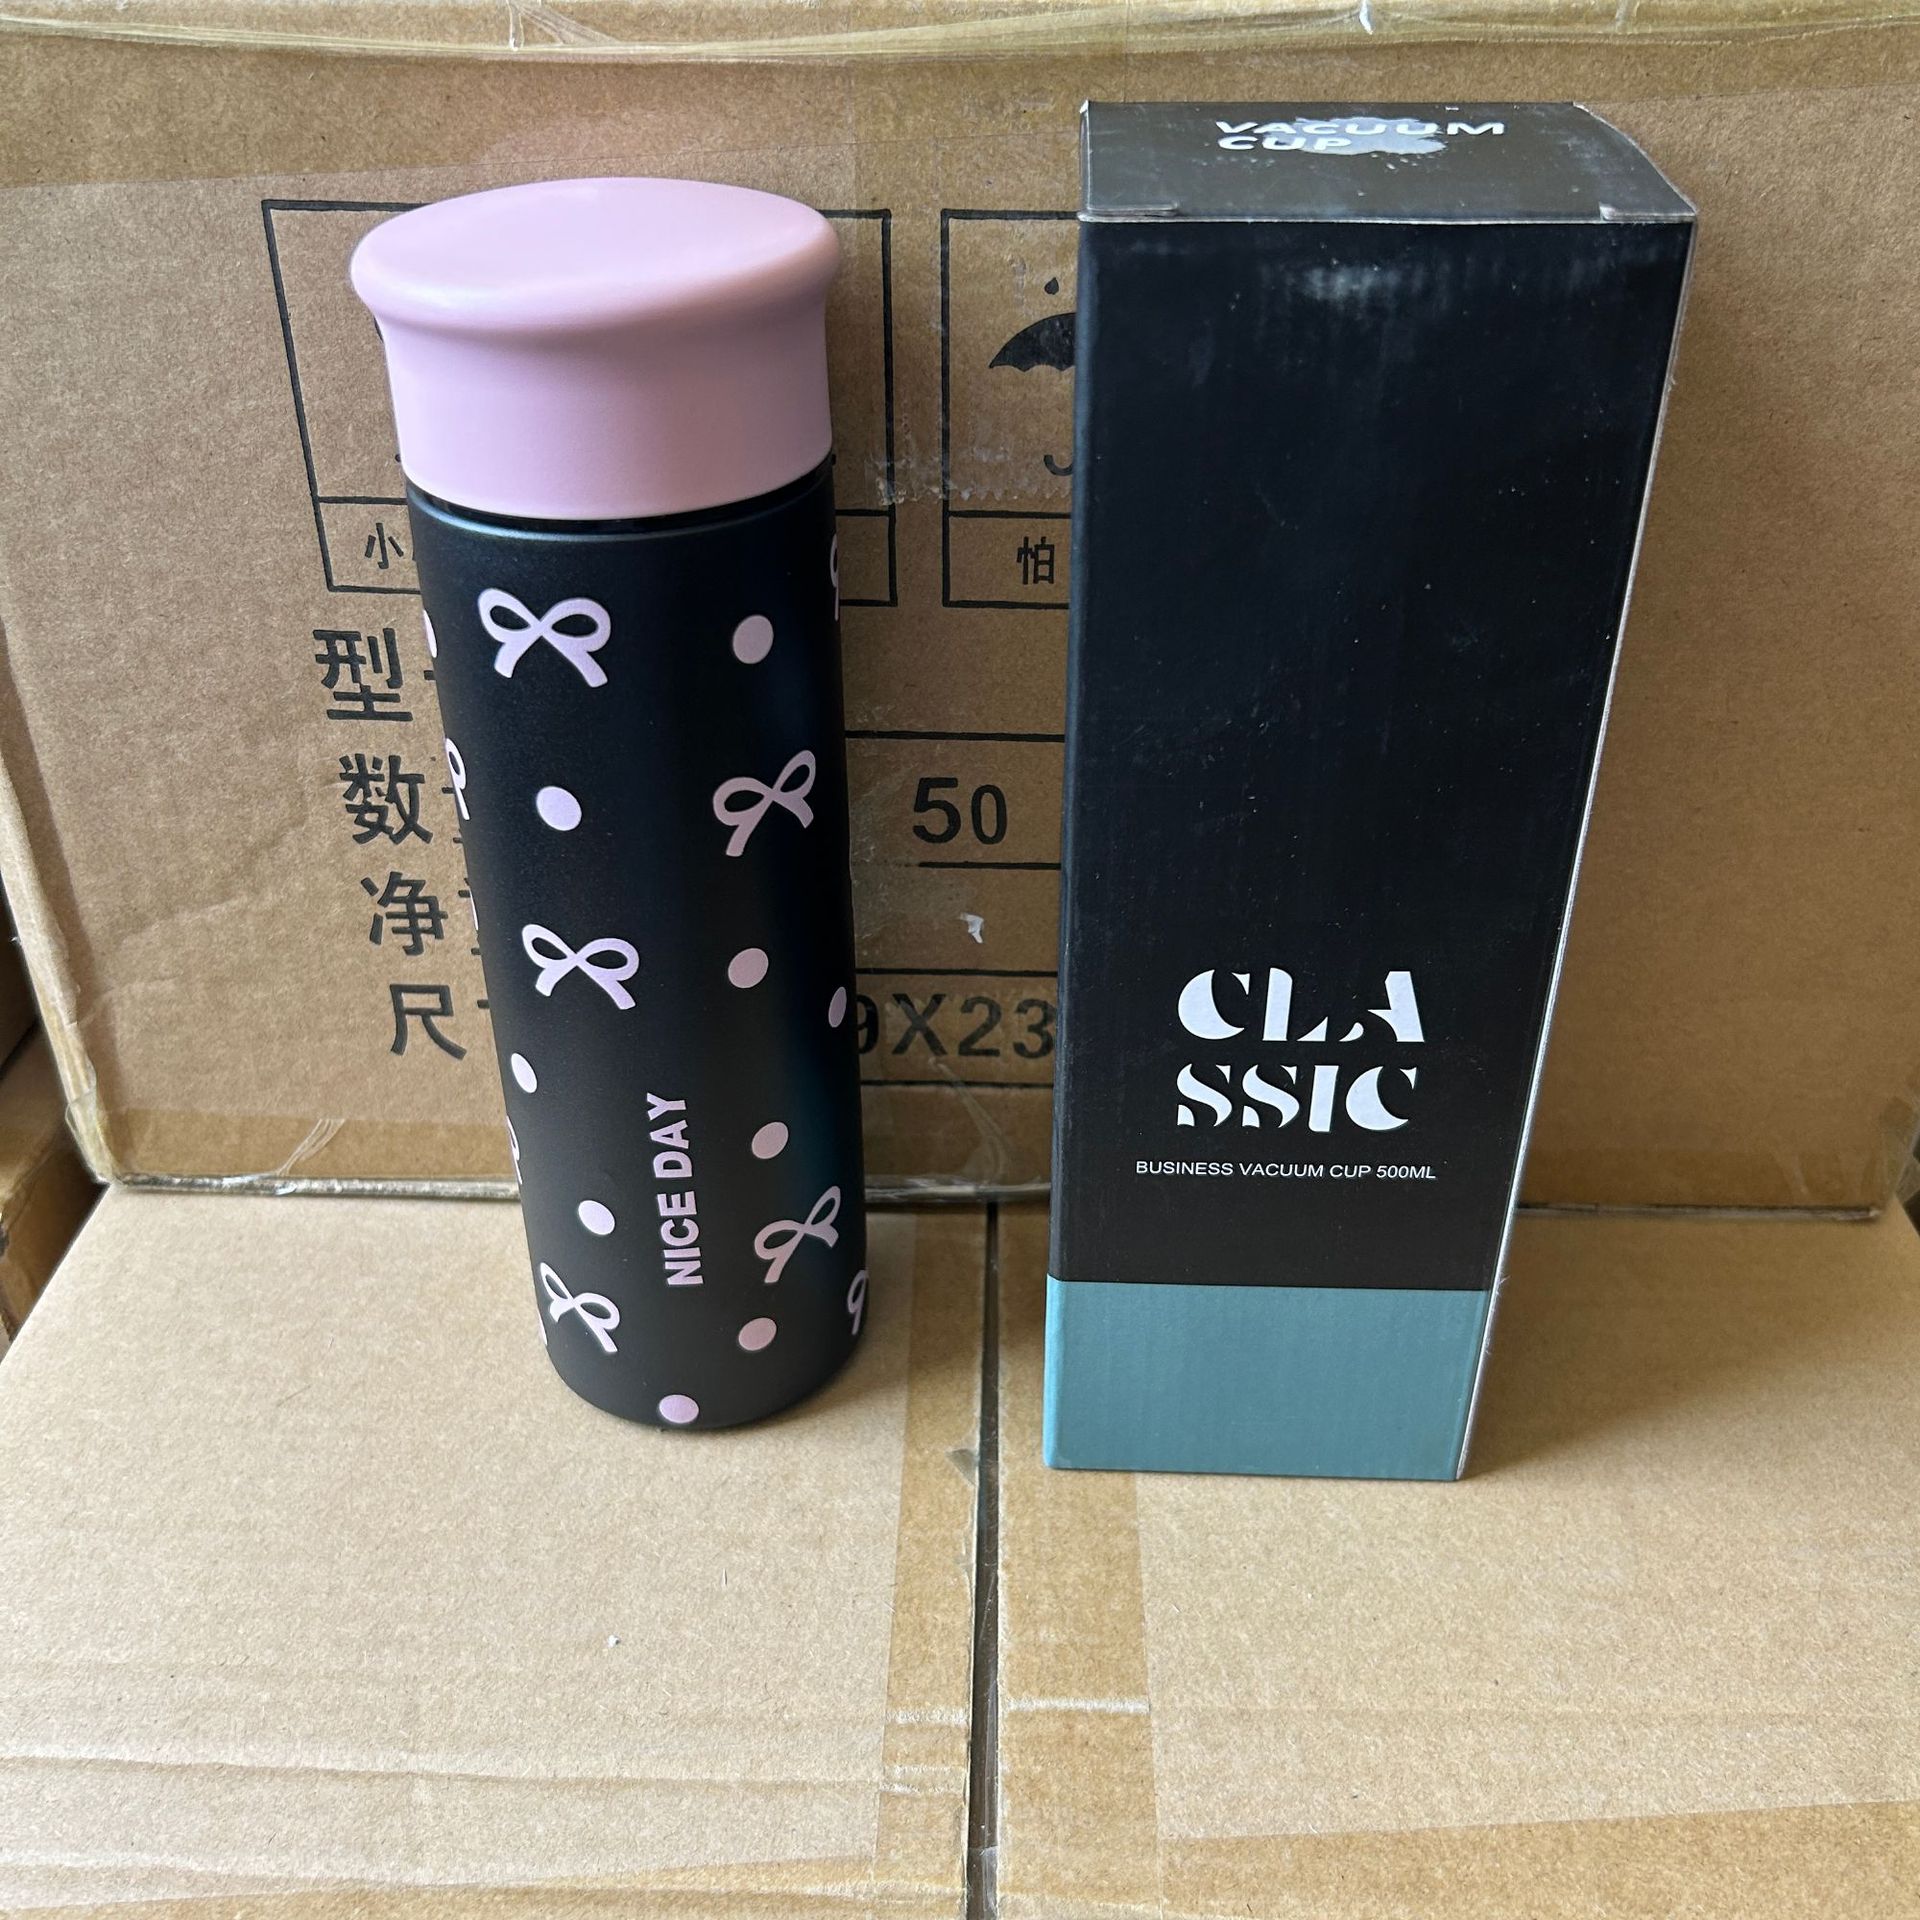 VACUUM
CUP
小
怕
型
数
50
净
尺
9X23
NICE DAY
CLA
SSIC
BUSINESS VACUUM CUP 500ML